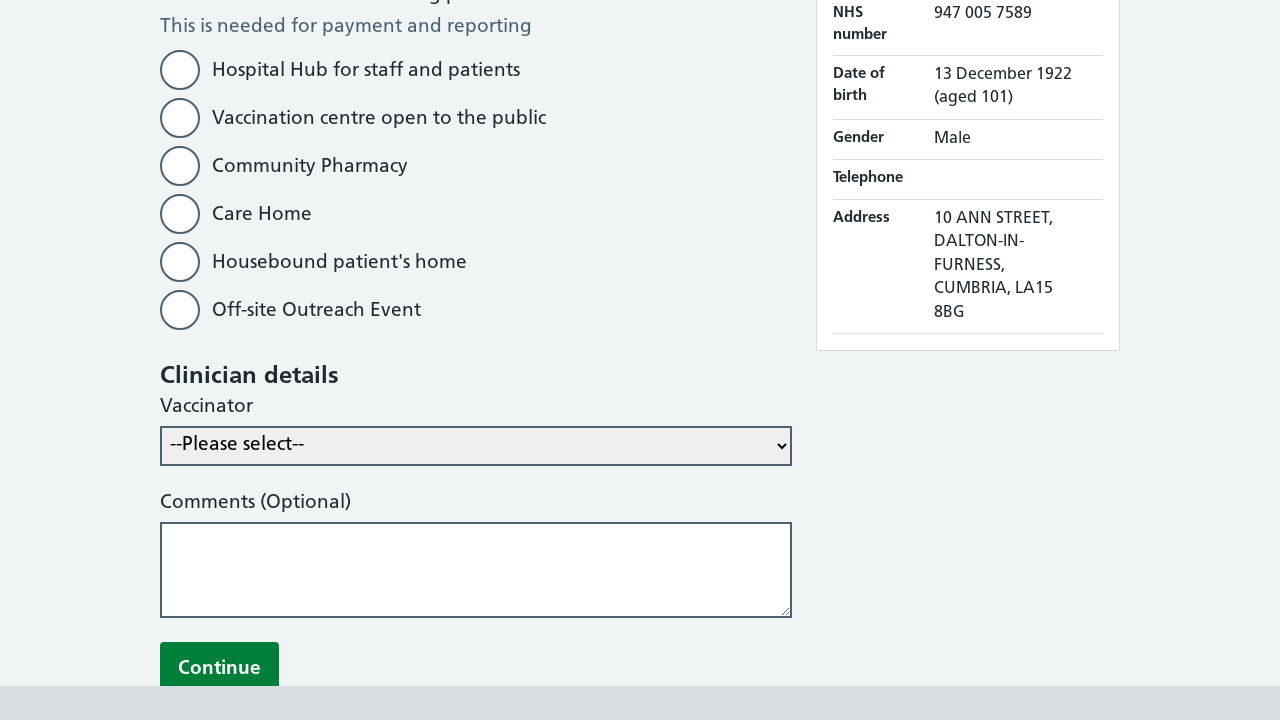 This is needed for payment and reporting
Hospital Hub for staff and patients
Vaccination centre open to the public
Community Pharmacy
Care Home
Housebound patient's home
Off-site Outreach Event
Clinician details
Vaccinator
--Please select--
Comments (Optional)
Continue
NHS number 947 005 7589
Date of birth 13 December 1922 (aged 101)
Gender Male
Telephone
Address 10 ANN STREET,
DALTON-IN-
FURNESS,
CUMBRIA, LA15
8BG